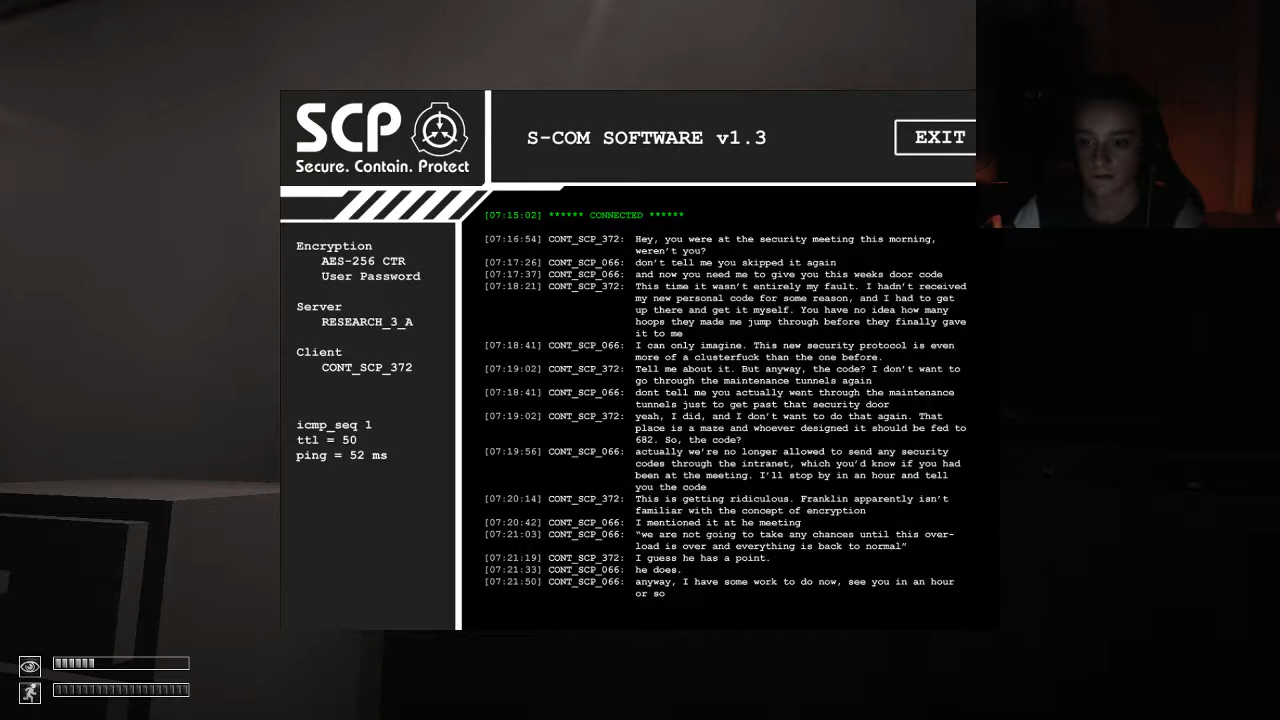 SCP
Secure. Contain. Protect
S-COM SOFTWARE v1.3
EXIT
Encryption
AES-256 CTR
User Password
Server
RESEARCH_3_A
Client
CONT_SCP_372
icmp_seq 1
ttl = 50
ping = 52 ms
[07:15:02] ****** CONNECTED ******
[07:16:54] CONT_SCP_372: Hey, you were at the security meeting this morning,
weren't you?
[07:17:26] CONT_SCP_066: don't tell me you skipped it again
[07:17:37] CONT_SCP_066: and now you need me to give you this weeks door code
[07:18:21] CONT_SCP_372: This time it wasn't entirely my fault. I hadn't received
my new personal code for some reason, and I had to get
up there and get it myself. You have no idea how many
hoops they made me jump through before they finally gave
it to me
[07:18:41] CONT_SCP_066: I can only imagine. This new security protocol is even
more of a clusterfuck than the one before.
[07:19:02] CONT_SCP_372: Tell me about it. But anyway, the code? I don't want to
go through the maintenance tunnels again
[07:18:41] CONT_SCP_066: dont tell me you actually went through the maintenance
tunnels just to get past that security door
[07:19:02] CONT_SCP_372: yeah, I did, and I don't want to do that again. That
place is a maze and whoever designed it should be fed to
682. So, the code?
[07:19:56] CONT_SCP_066: actually we're no longer allowed to send any security
codes through the intranet, which you'd know if you had
been at the meeting. I'll stop by in an hour and tell
you the code
[07:20:14] CONT_SCP_372: This is getting ridiculous. Franklin apparently isn't
familiar with the concept of encryption
[07:20:42] CONT_SCP_066: I mentioned it at he meeting
[07:21:03] CONT_SCP_066: "we are not going to take any chances until this over-
load is over and everything is back to normal"
[07:21:19] CONT_SCP_372: I guess he has a point.
[07:21:33] CONT_SCP_066: he does.
[07:21:50] CONT_SCP_066: anyway, I have some work to do now, see you in an hour
or so